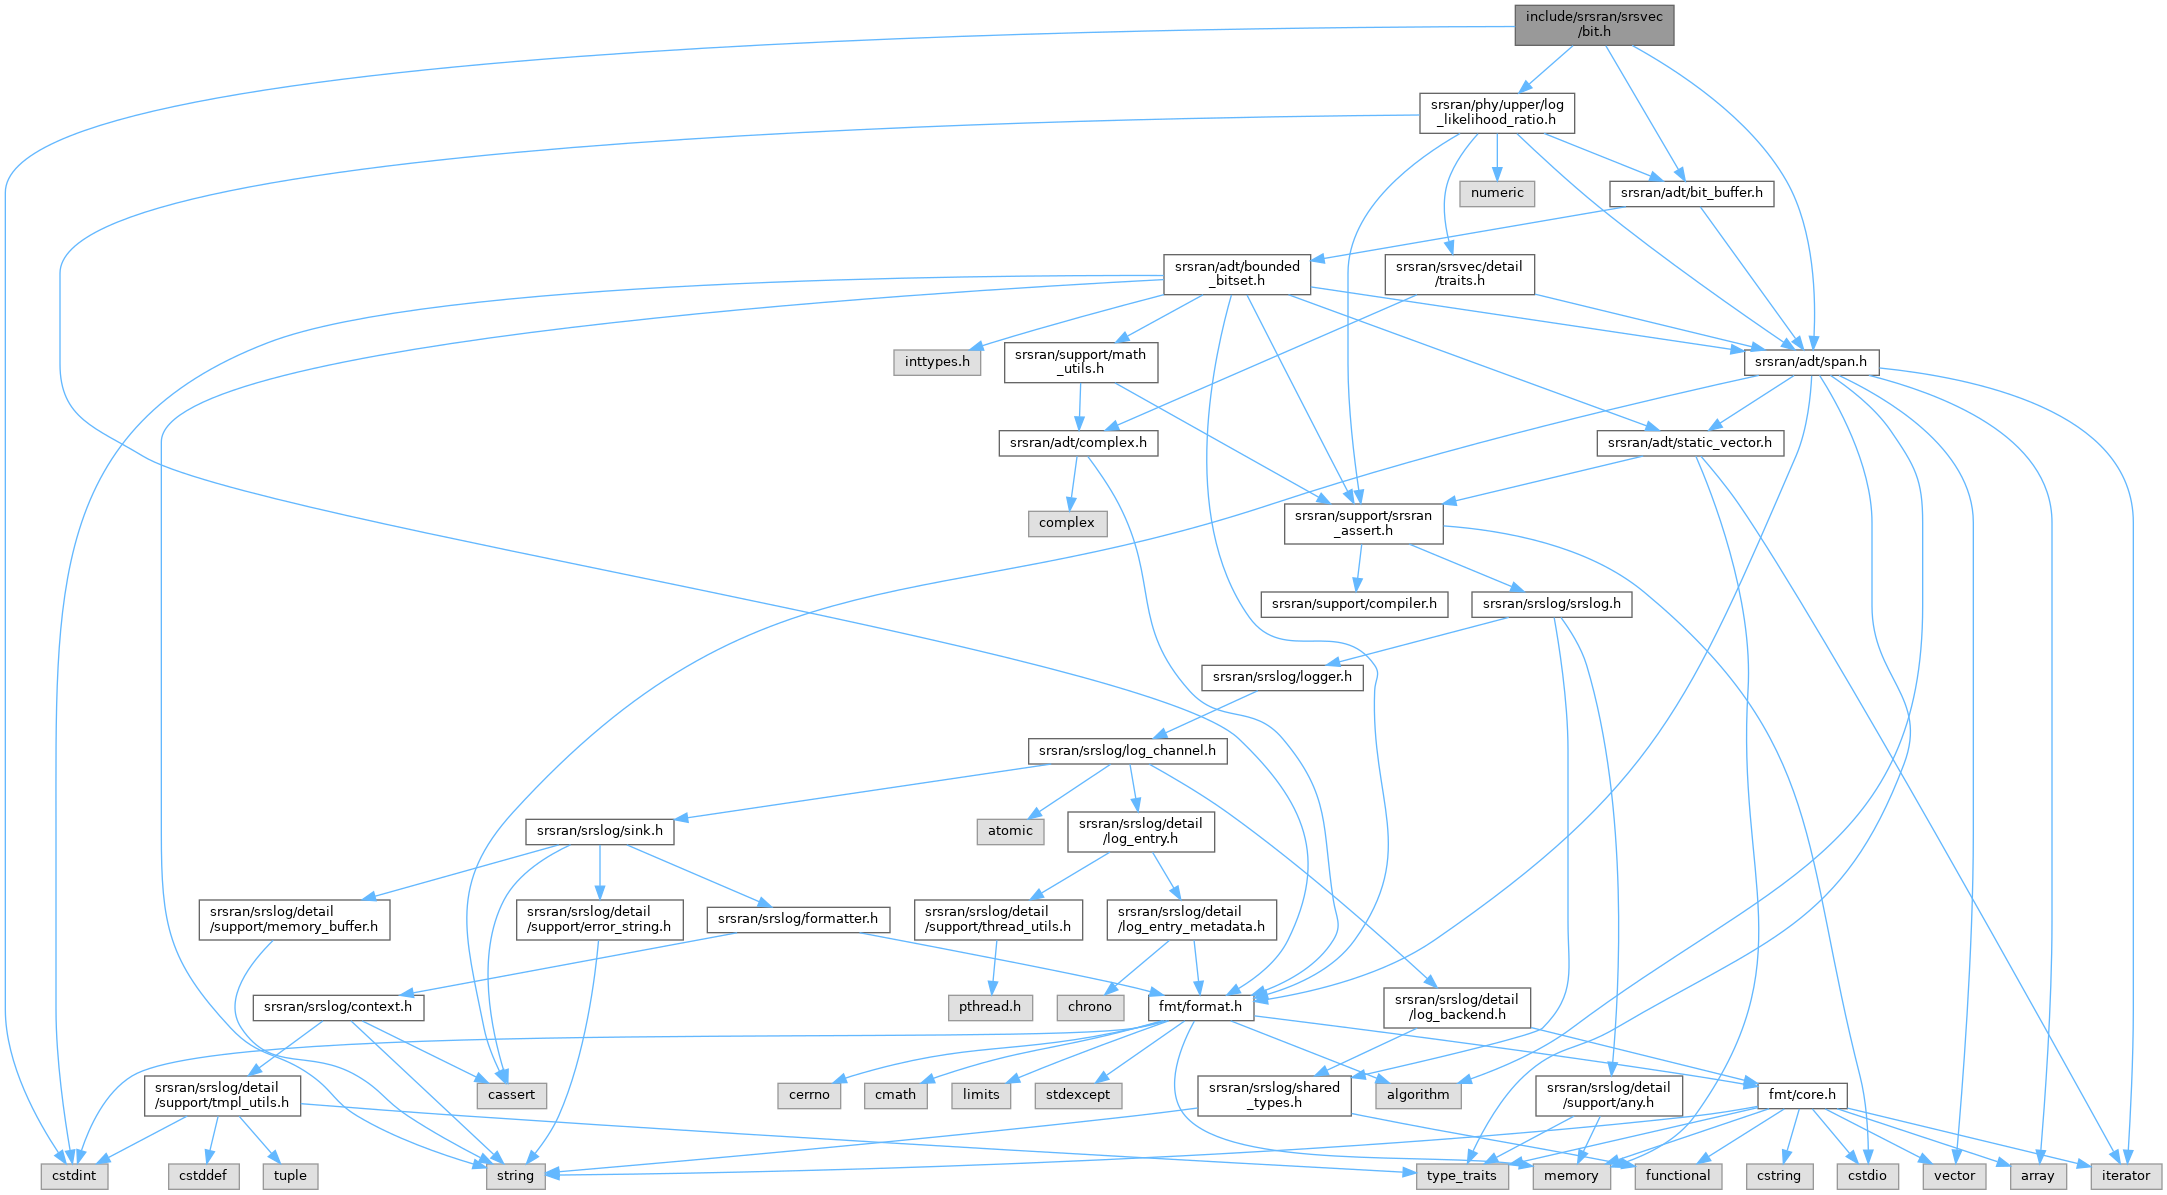 include/srsran/srsvec
/bit.h
srsran/phy/upper/log
_likelihood_ratio.h
numeric
srsran/adt/bit_buffer.h
srsran/adt/bounded
_bitset.h
srsran/srsvec/detail
/traits.h
inttypes.h
srsran/support/math
_utils.h
srsran/adt/span.h
srsran/adt/complex.h
srsran/adt/static_vector.h
complex
srsran/support/srsran
_assert.h
srsran/support/compiler.h
srsran/srslog/srslog.h
srsran/srslog/logger.h
srsran/srslog/log_channel.h
srsran/srslog/sink.h
atomic
srsran/srslog/detail
/log_entry.h
srsran/srslog/detail
/support/memory_buffer.h
srsran/srslog/detail
/support/error_string.h
srsran/srslog/formatter.h
srsran/srslog/detail
/support/thread_utils.h
srsran/srslog/detail
/log_entry_metadata.h
srsran/srslog/context.h
pthread.h
chrono
fmt/format.h
srsran/srslog/detail
/log_backend.h
srsran/srslog/detail
/support/tmpl_utils.h
cassert
cerrno
cmath
limits
stdexcept
srsran/srslog/shared
_types.h
algorithm
srsran/srslog/detail
/support/any.h
fmt/core.h
cstdint
cstddef
tuple
string
type_traits
memory
functional
cstring
cstdio
vector
array
iterator